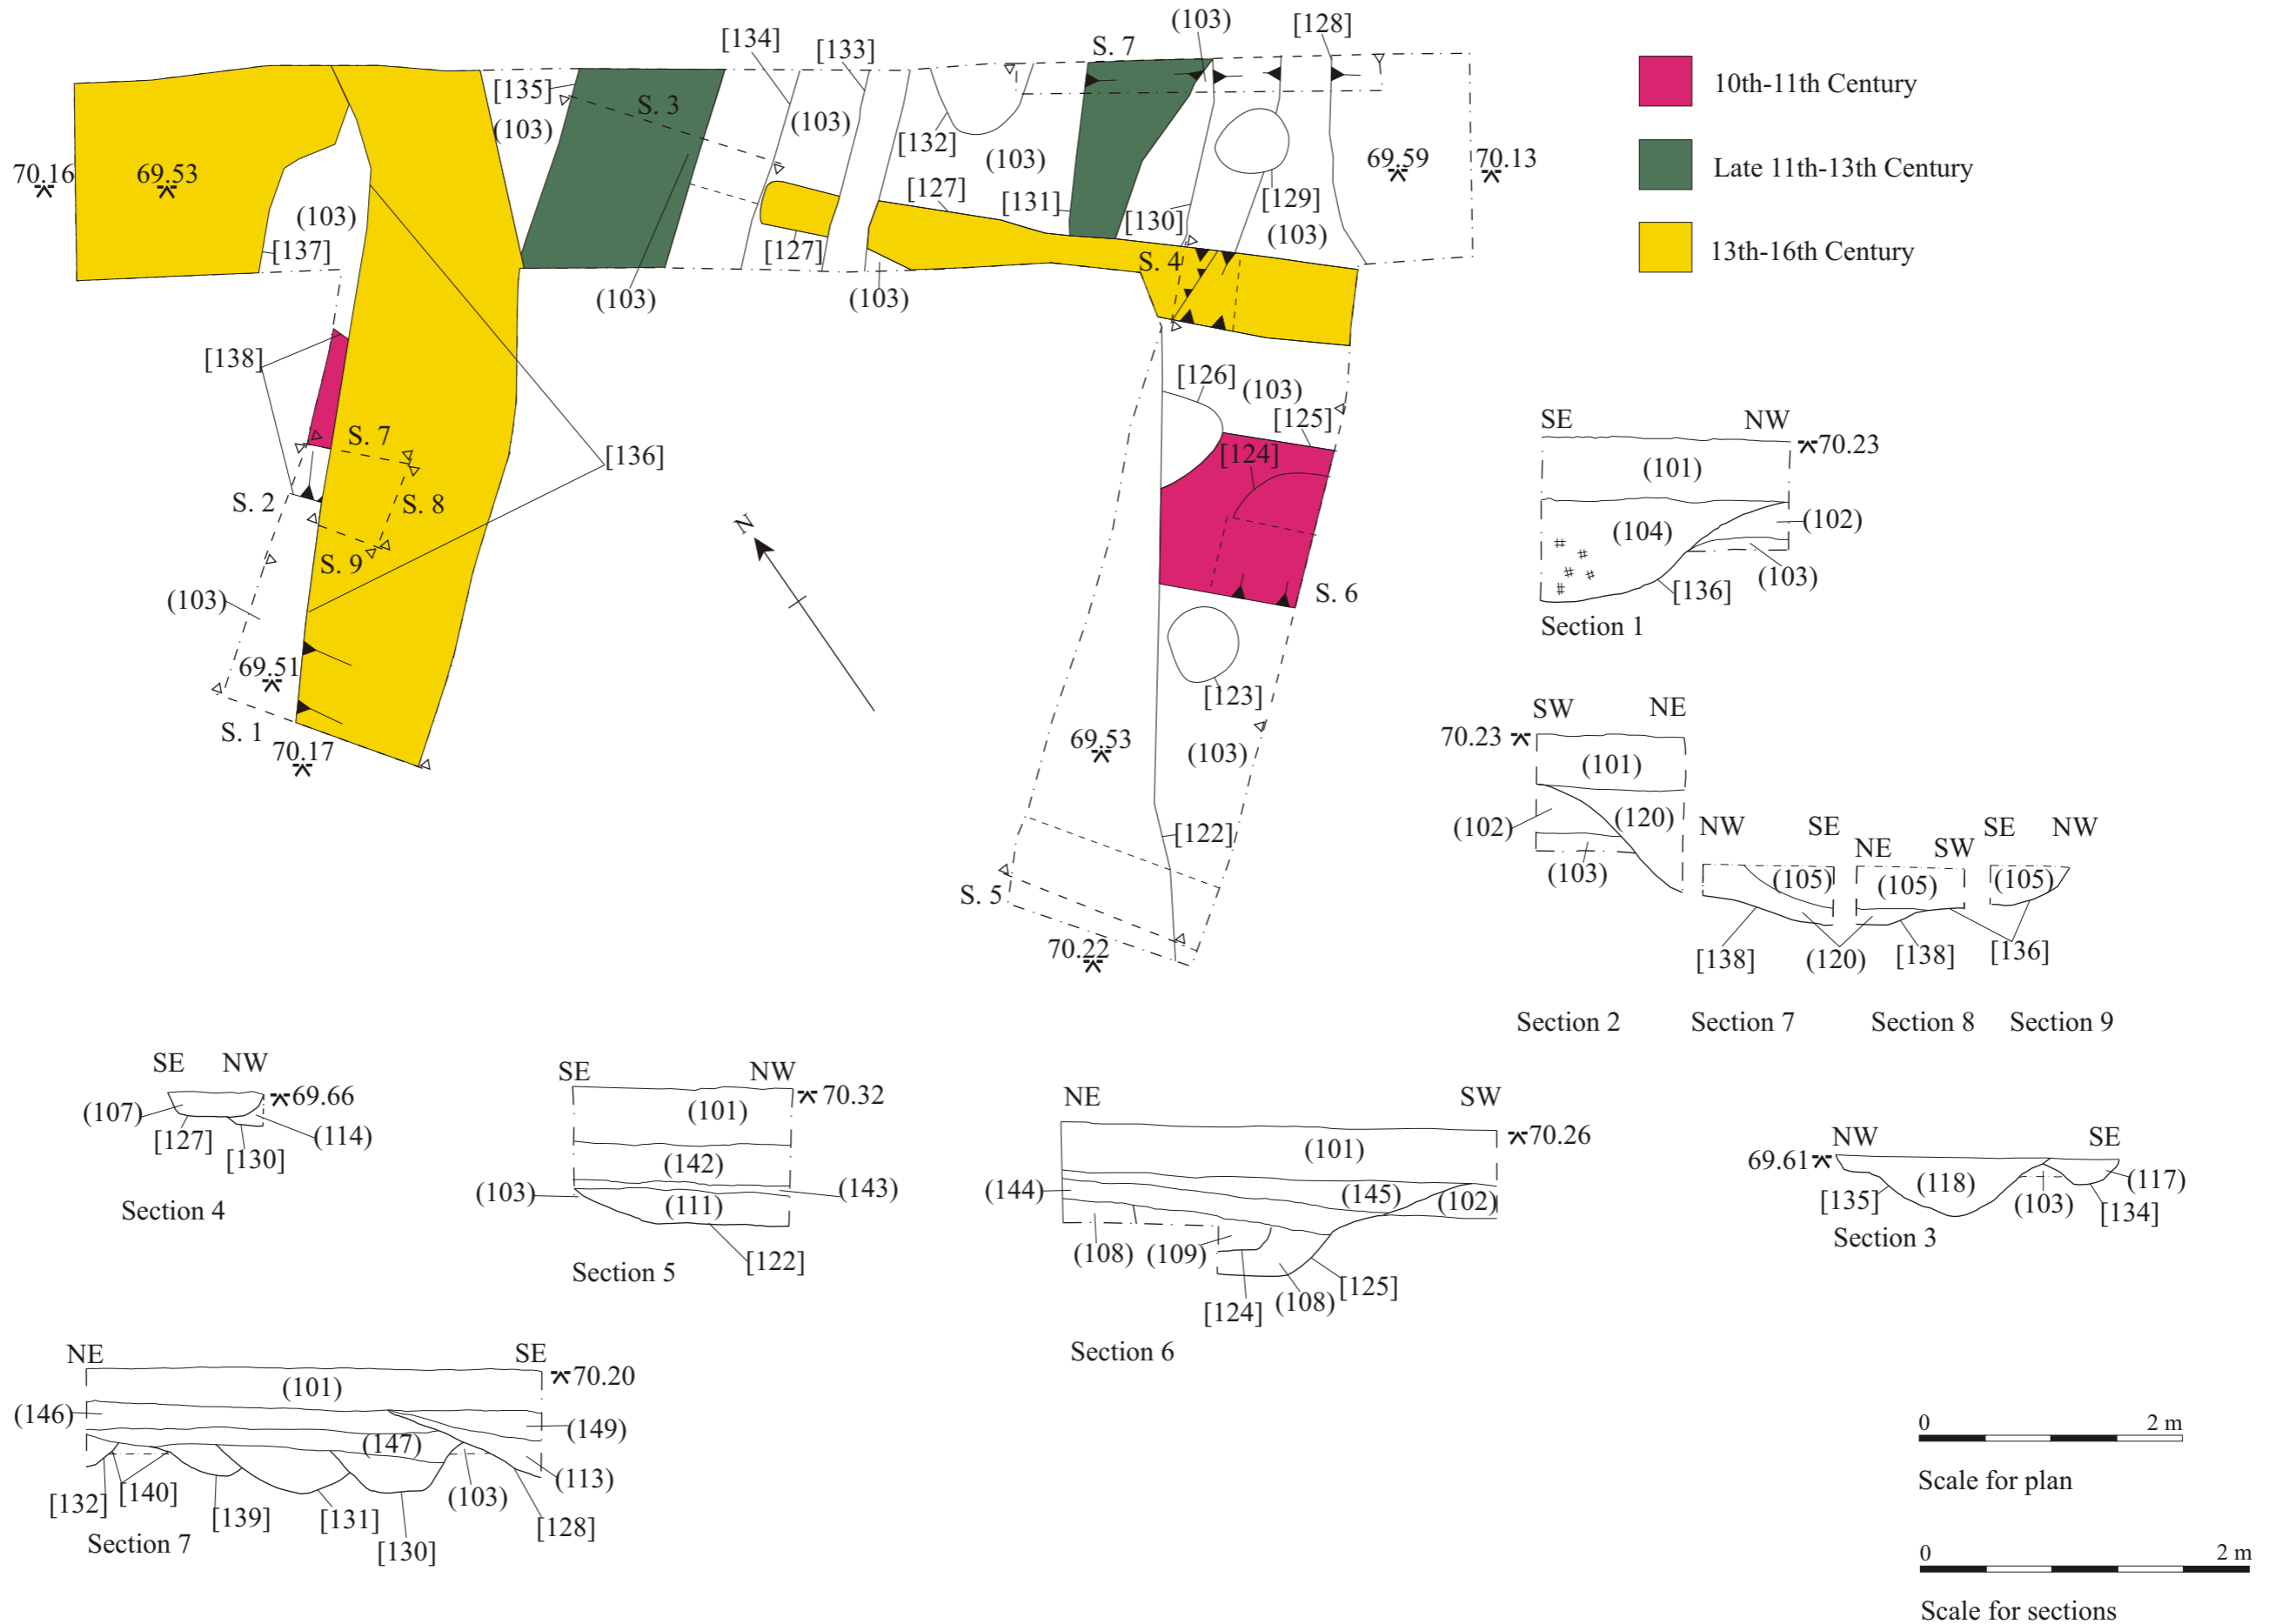 (103)
[128]
[134]
[133]
S. 7
[135]
(103)
S. 3
(103)
[132]
(103)
69.59
70.13
70.16
69.53
(103)
[137]
[127]
[131]
[130]
[129]
(103)
[127]
S. 4
(103)
(103)
[138]
S. 7
[136]
S. 2
S. 8
S. 9
(103)
69.51
S. 1
70.17
[126]
(103)
[125]
[124]
S. 6
[123]
69.53
(103)
[122]
S. 5
70.22
N
10th-11th Century
Late 11th-13th Century
13th-16th Century
SE NW
70.23
(101)
(104)
(102)
(103)
[136]
Section 1
SW NE
70.23
(101)
(102)
(120)
(103)
NW SE
(105)
[138]
(120)
NE SW
(105)
[138]
SE NW
(105)
[136]
Section 2
Section 7
Section 8
Section 9
SE NW
69.66
(107)
[127]
(114)
[130]
Section 4
SE NW
70.32
(101)
(142)
(103)
(143)
(111)
[122]
Section 5
NE SW
70.26
(101)
(144)
(145)
(102)
(108)
(109)
[124]
(108)
[125]
Section 6
NW SE
69.61
(118)
(117)
[135]
(103)
[134]
Section 3
NE SE
70.20
(101)
(146)
(149)
(147)
(113)
[132]
[140]
(103)
[139]
[131]
[128]
[130]
Section 7
0 2 m
Scale for plan
0 2 m
Scale for sections